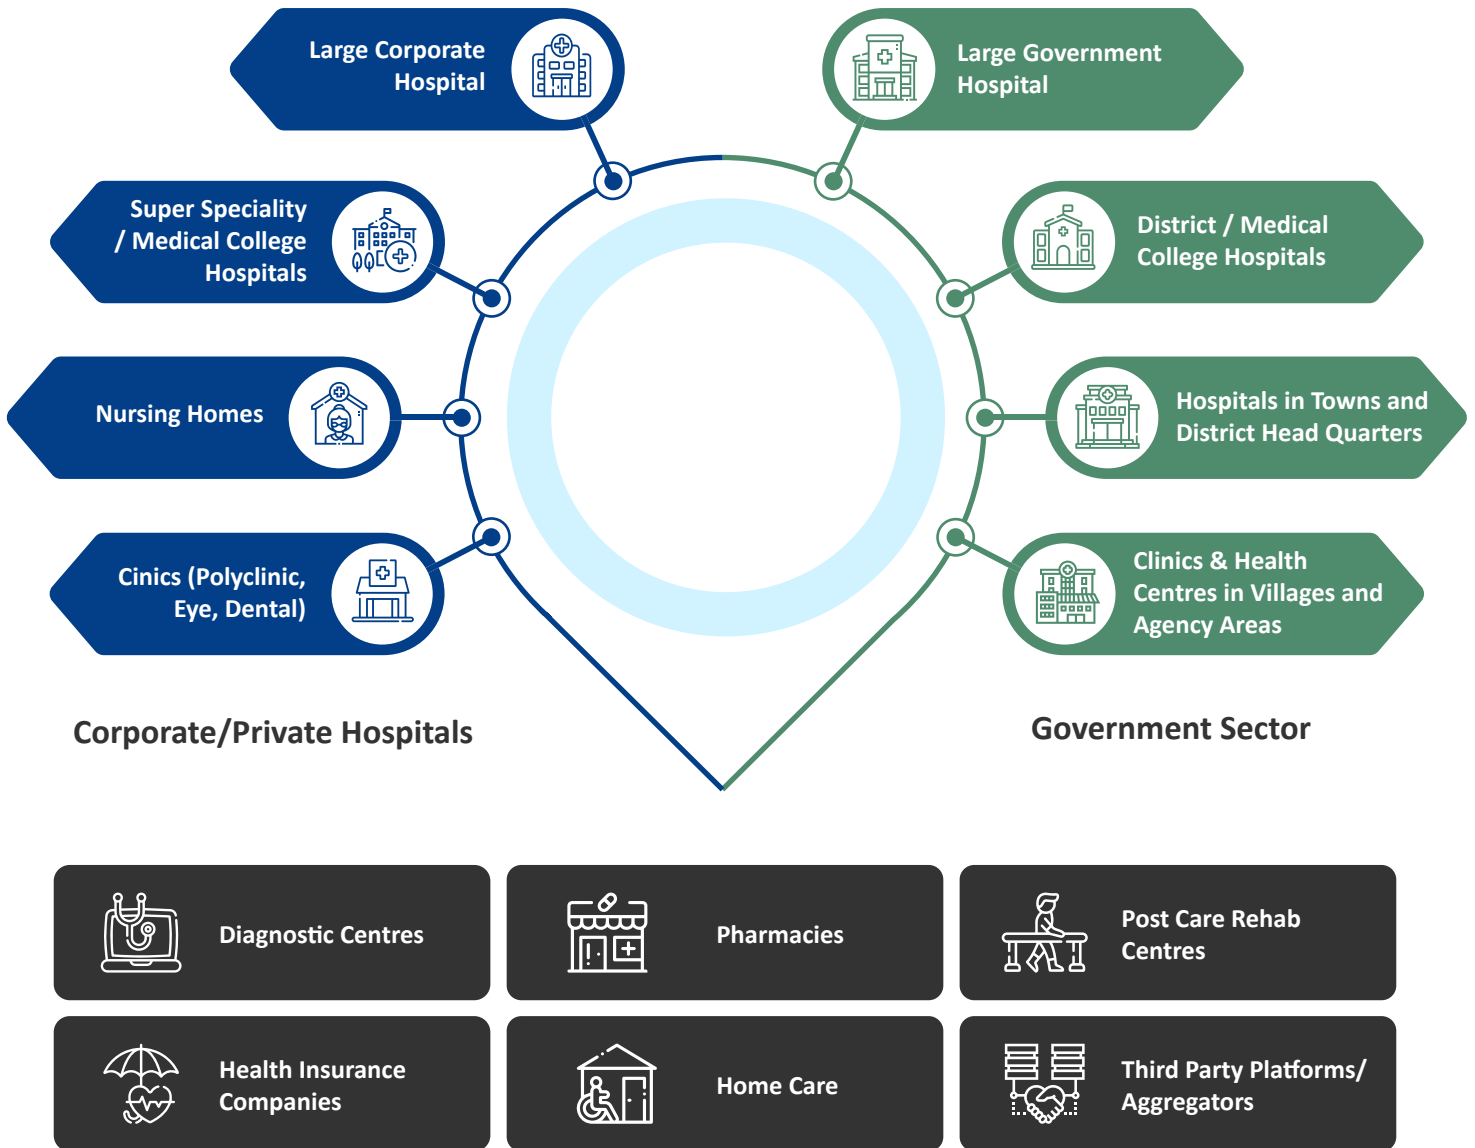 Large Corporate
Hospital
Super Speciality
/ Medical College
Hospitals
Nursing Homes
Cinics (Polyclinic,
Eye, Dental)
Corporate/Private Hospitals
Large Government
Hospital
District / Medical
College Hospitals
Hospitals in Towns and
District Head Quarters
Clinics & Health
Centres in Villages and
Agency Areas
Government Sector
Diagnostic Centres
Pharmacies
Post Care Rehab
Centres
Health Insurance
Companies
Home Care
Third Party Platforms/
Aggregators